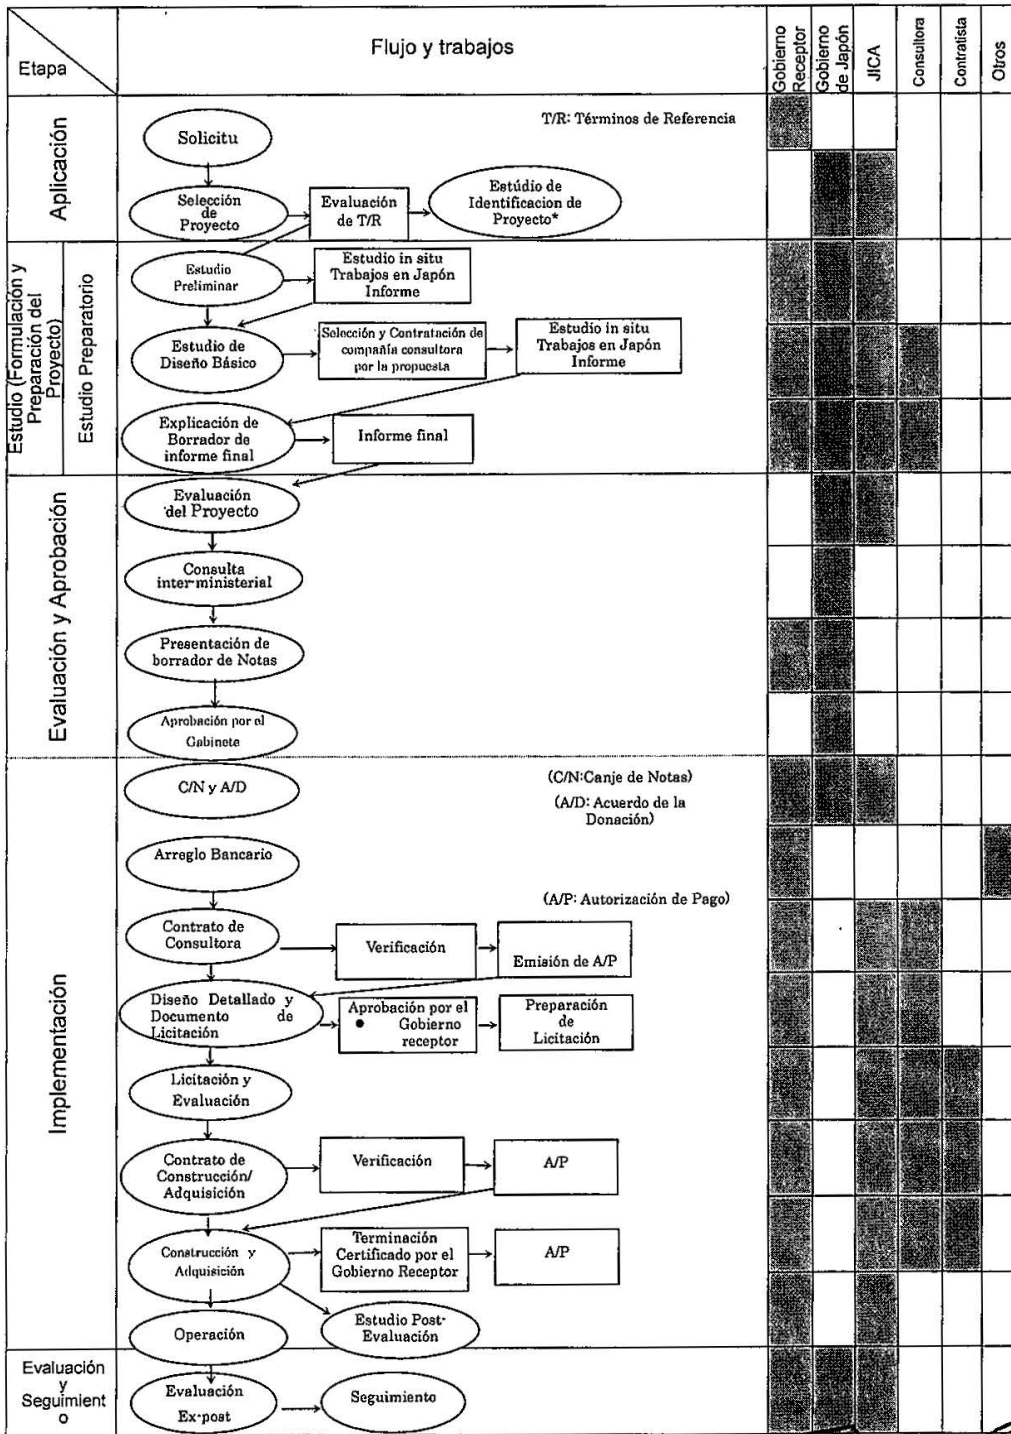 Etapa
Flujo y trabajos
Gobierno
Receptor
Gobierno
de Japón
JICA
Consultora
Contratista
Otros
Aplicación
Solicitu
T/R: Términos de Referencia
Selección
de
Proyecto
Evaluación
de T/R
Estúdio de
Identificacion de
Proyecto*
Estudio (Formulación y
Preparación del
Proyecto)
Estudio Preparatorio
Estudio
Preliminar
Estudio in situ
Trabajos en Japón
Informe
Estudio de
Diseño Básico
Selección y Contratación de
compañía consultora
por la propuesta
Estudio in situ
Trabajos en Japón
Informe
Explicación de
Borrador de
informe final
Informe final
Evaluación y Aprobación
Evaluación
del Proyecto
Consulta
inter-ministerial
Presentación de
borrador de Notas
Aprobación por el
Gabinete
Implementación
C/N y A/D
(C/N:Canje de Notas)
(A/D: Acuerdo de la
Donación)
Arreglo Bancario
(A/P: Autorización de Pago)
Contrato de
Consultora
Verificación
Emisión de A/P
Diseño Detallado y
Documento de
Licitación
Aprobación por el
• Gobierno
receptor
Preparación
de
Licitación
Licitación y
Evaluación
Contrato de
Construcción/
Adquisición
Verificación
A/P
Construcción y
Adquisición
Terminación
Certificado por el
Gobierno Receptor
A/P
Operación
Estudio Post-
Evaluación
Evaluación
y
Seguimient
o
Evaluación
Ex-post
Seguimiento